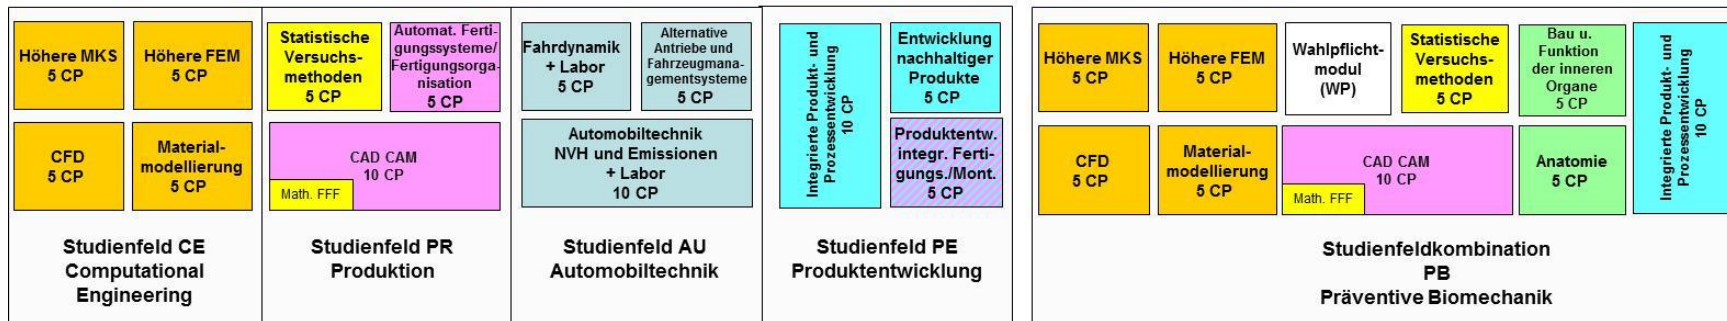 Höhere MKS
5 CP
Höhere FEM
5 CP
CFD
5 CP
Material-
modellierung
5 CP
Studienfeld CE
Computational
Engineering
Statistische
Versuchs-
methoden
5 CP
Automat. Ferti-
gungssysteme/
Fertigungsorga-
nisation
5 CP
CAD CAM
10 CP
Math. FFF
Studienfeld PR
Produktion
Fahrdynamik
+ Labor
5 CP
Alternative
Antriebe und
Fahrzeugmana-
gementsysteme
5 CP
Automobiltechnik
NVH und Emissionen
+ Labor
10 CP
Studienfeld AU
Automobiltechnik
Integrierte Produkt- und
Prozessentwicklung
10 CP
Entwicklung
nachhaltiger
Produkte
5 CP
Produktentw.
integr. Ferti-
gungs./Mont.
5 CP
Studienfeld PE
Produktentwicklung
Höhere MKS
5 CP
Höhere FEM
5 CP
Wahlpflicht-
modul
(WP)
Statistische
Versuchs-
methoden
5 CP
Bau u.
Funktion
der inneren
Organe
5 CP
Integrierte Produkt- und
Prozessentwicklung
10 CP
CFD
5 CP
Material-
modellierung
5 CP
CAD CAM
10 CP
Math. FFF
Anatomie
5 CP
Studienfeldkombination
PB
Präventive Biomechanik